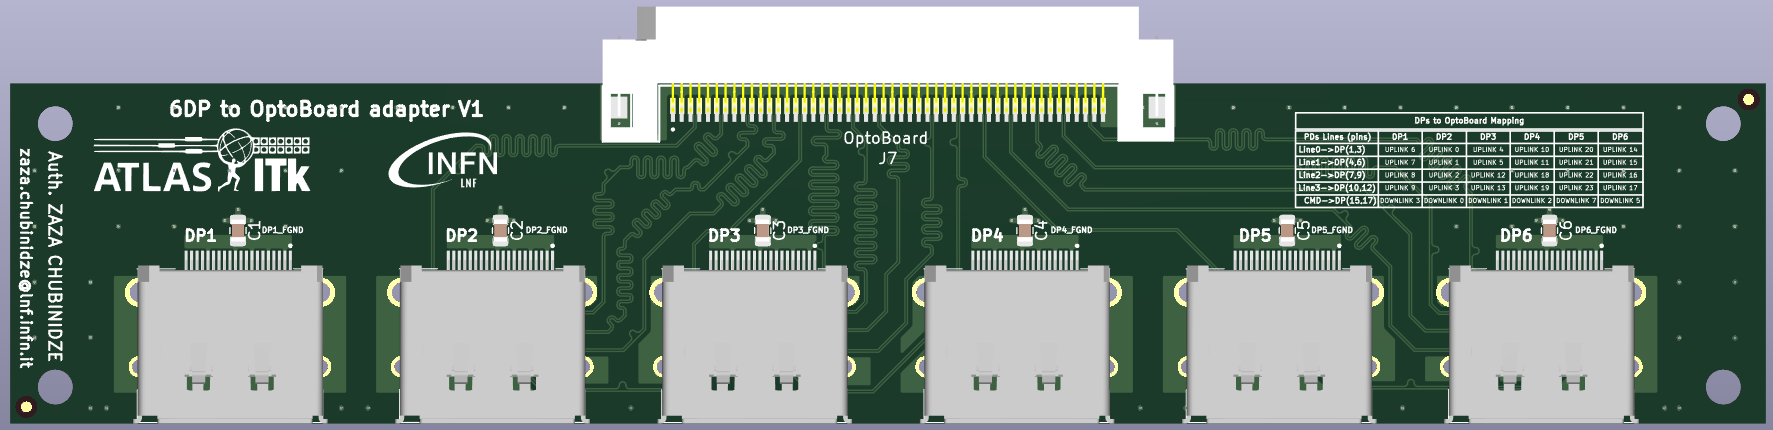 6DP to OptoBoard adapter V1
ATLAS ITk
INFN
LNF
Auth. ZAZA CHUBINIDZE
zaza.chubinidze@lnf.infn.it
OptoBoard
J7
DPs to OptoBoard Mapping
PDs Lines (pins) DP1 DP2 DP3 DP4 DP5 DP6
Line0->DP(1,3) UPLINK 6 UPLINK 0 UPLINK 4 UPLINK 10 UPLINK 20 UPLINK 14
Line1->DP(4,6) UPLINK 7 UPLINK 1 UPLINK 5 UPLINK 11 UPLINK 21 UPLINK 15
Line2->DP(7,9) UPLINK 8 UPLINK 2 UPLINK 12 UPLINK 18 UPLINK 22 UPLINK 16
Line3->DP(10,12) UPLINK 9 UPLINK 3 UPLINK 13 UPLINK 19 UPLINK 23 UPLINK 17
CMD->DP(15,17) DOWNLINK 3 DOWNLINK 0 DOWNLINK 1 DOWNLINK 2 DOWNLINK 7 DOWNLINK 5
DP1 C1 DP1_FGND
DP2 C2 DP2_FGND
DP3 C3 DP3_FGND
DP4 C4 DP4_FGND
DP5 C5 DP5_FGND
DP6 C6 DP6_FGND